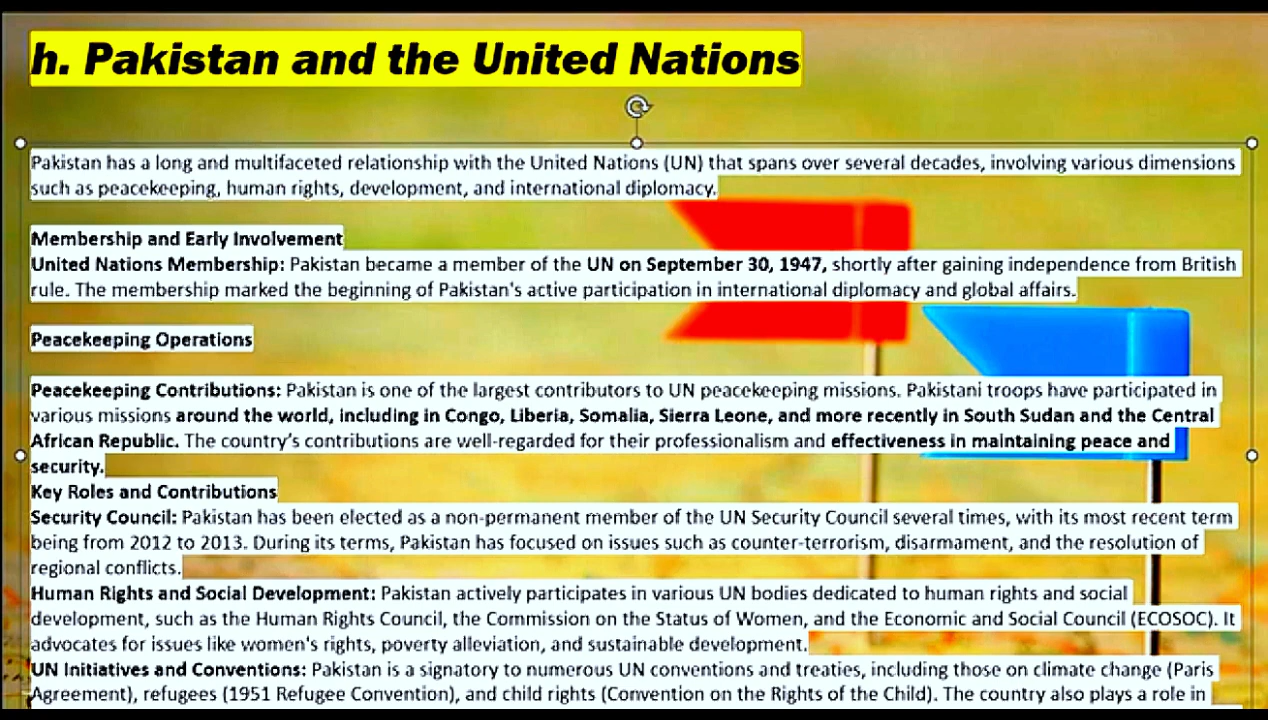 h. Pakistan and the United Nations
Pakistan has a long and multifaceted relationship with the United Nations (UN) that spans over several decades, involving various dimensions
such as peacekeeping, human rights, development, and international diplomacy.
Membership and Early Involvement
United Nations Membership: Pakistan became a member of the UN on September 30, 1947, shortly after gaining independence from British
rule. The membership marked the beginning of Pakistan's active participation in international diplomacy and global affairs.
Peacekeeping Operations
Peacekeeping Contributions: Pakistan is one of the largest contributors to UN peacekeeping missions. Pakistani troops have participated in
various missions around the world, including in Congo, Liberia, Somalia, Sierra Leone, and more recently in South Sudan and the Central
African Republic. The country's contributions are well-regarded for their professionalism and effectiveness in maintaining peace and
security.
Key Roles and Contributions
Security Council: Pakistan has been elected as a non-permanent member of the UN Security Council several times, with its most recent term
being from 2012 to 2013. During its terms, Pakistan has focused on issues such as counter-terrorism, disarmament, and the resolution of
regional conflicts.
Human Rights and Social Development: Pakistan actively participates in various UN bodies dedicated to human rights and social
development, such as the Human Rights Council, the Commission on the Status of Women, and the Economic and Social Council (ECOSOC). It
advocates for issues like women's rights, poverty alleviation, and sustainable development.
UN Initiatives and Conventions: Pakistan is a signatory to numerous UN conventions and treaties, including those on climate change (Paris
Agreement), refugees (1951 Refugee Convention), and child rights (Convention on the Rights of the Child). The country also plays a role in